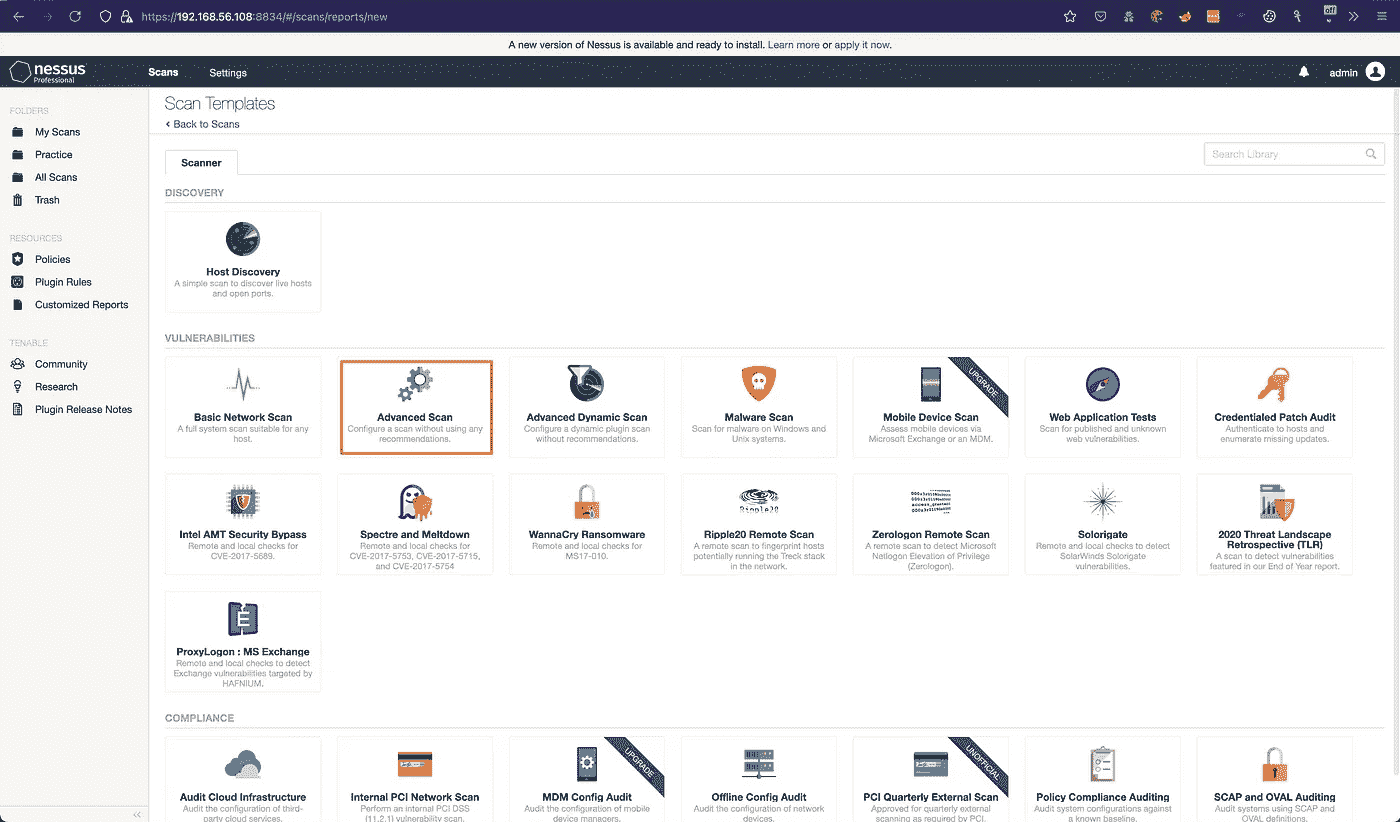 https://192.168.56.108:8834/#/scans/reports/new
off
A new version of Nessus is available and ready to install. Learn more or apply it now.
nessus
Professional
Scans
Settings
admin
FOLDERS
My Scans
Practice
All Scans
Trash
RESOURCES
Policies
Plugin Rules
Customized Reports
TENABLE
Community
Research
Plugin Release Notes
Scan Templates
‹ Back to Scans
Scanner
Search Library
DISCOVERY
Host Discovery
A simple scan to discover live hosts
and open ports.
VULNERABILITIES
Basic Network Scan
A full system scan suitable for any
host.
Advanced Scan
Configure a scan without using any
recommendations.
Advanced Dynamic Scan
Configure a dynamic plugin scan
without recommendations.
Malware Scan
Scan for malware on Windows and
Unix systems.
UPGRADE
Mobile Device Scan
Assess mobile devices via
Microsoft Exchange or an MDM.
Web Application Tests
Scan for published and unknown
web vulnerabilities.
Credentialed Patch Audit
Authenticate to hosts and
enumerate missing updates.
Intel AMT Security Bypass
Remote and local checks for
CVE-2017-5689.
Spectre and Meltdown
Remote and local checks for
CVE-2017-5753, CVE-2017-5715,
and CVE-2017-5754
WannaCry Ransomware
Remote and local checks for
MS17-010.
Ripple20
Ripple20 Remote Scan
A remote scan to fingerprint hosts
potentially running the Treck stack
in the network.
Zerologon Remote Scan
A remote scan to detect Microsoft
Netlogon Elevation of Privilege
(Zerologon).
Solorigate
Remote and local checks to detect
SolarWinds Solorigate
vulnerabilities.
2020 Threat Landscape
Retrospective (TLR)
A scan to detect vulnerabilities
featured in our End of Year report.
E
ProxyLogon : MS Exchange
Remote and local checks to detect
Exchange vulnerabilities targeted by
HAFNIUM.
COMPLIANCE
Audit Cloud Infrastructure
Audit the configuration of third-
party cloud services.
Internal PCI Network Scan
Perform an internal PCI DSS
(11.2.1) vulnerability scan.
UPGRADE
MDM Config Audit
Audit the configuration of mobile
device managers.
Offline Config Audit
Audit the configuration of network
devices.
UNOFFICIAL
PCI Quarterly External Scan
Approved for quarterly external
scanning as required by PCI.
Policy Compliance Auditing
Audit system configurations against
a known baseline.
SCAP and OVAL Auditing
Audit systems using SCAP and
OVAL definitions.